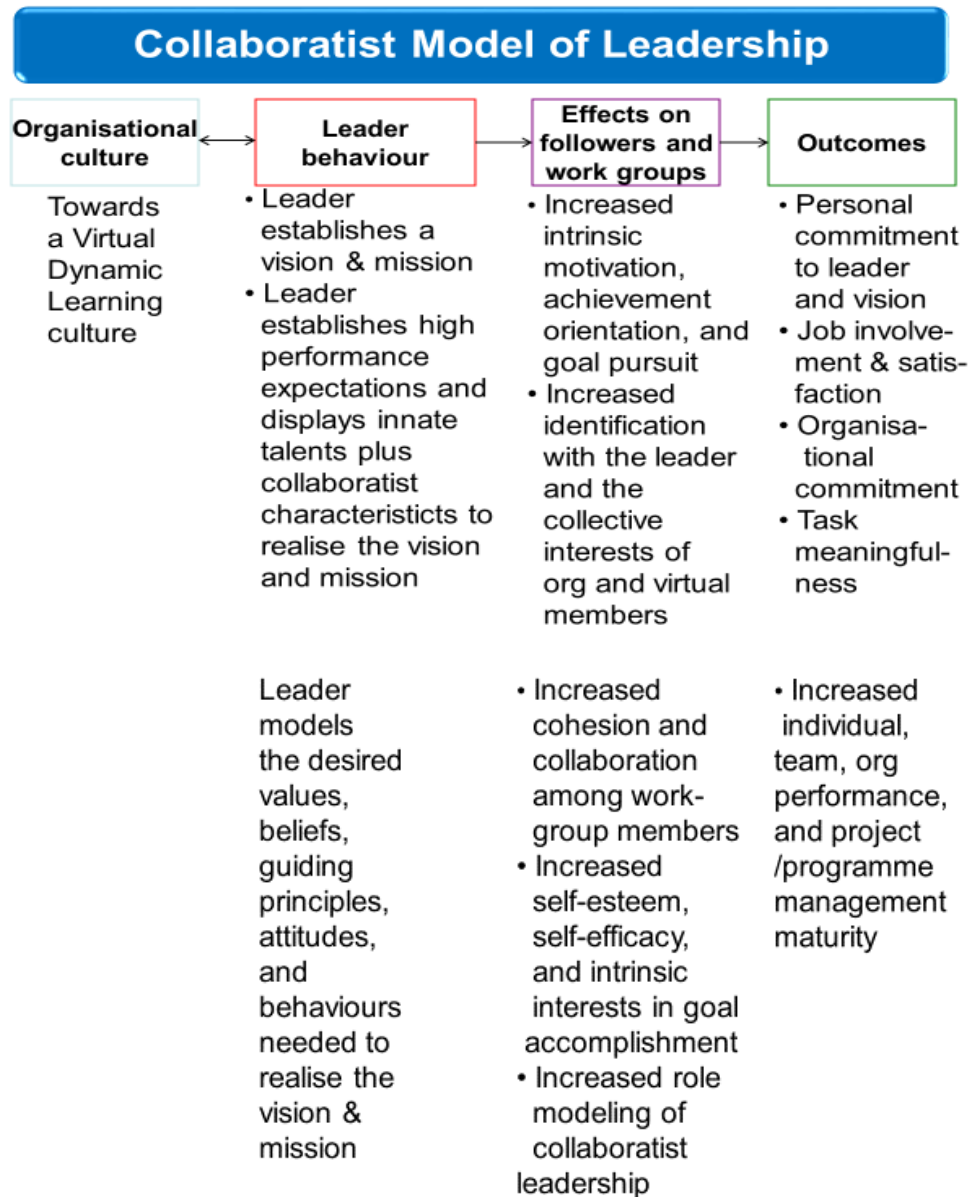 Collaboratist Model of Leadership
Organisational
culture
Towards
a Virtual
Dynamic
Learning
culture
Leader
behaviour
• Leader
establishes a
vision & mission
• Leader
establishes high
performance
expectations and
displays innate
talents plus
collaboratist
characteristicts to
realise the vision
and mission
Leader
models
the desired
values,
beliefs,
guiding
principles,
attitudes,
and
behaviours
needed to
realise the
vision &
mission
Effects on
followers and
work groups
• Increased
intrinsic
motivation,
achievement
orientation, and
goal pursuit
• Increased
identification
with the leader
and the
collective
interests of
org and virtual
members
• Increased
cohesion and
collaboration
among work-
group members
• Increased
self-esteem,
self-efficacy,
and intrinsic
interests in goal
accomplishment
• Increased role
modeling of
collaboratist
leadership
Outcomes
• Personal
commitment
to leader
and vision
• Job involve-
ment & satis-
faction
• Organisa-
tional
commitment
• Task
meaningful-
ness
• Increased
individual,
team, org
performance,
and project
/programme
management
maturity